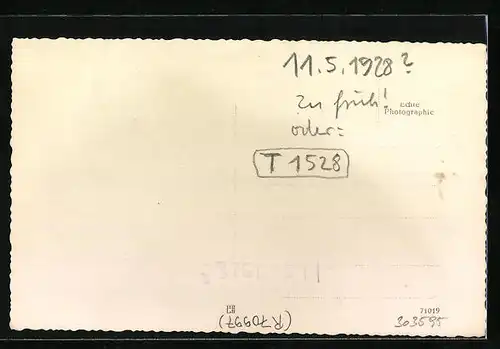 11.5.1928?
zu früh!
oder=
T 1528
Echte
Photographie
(R 70997)
71019
303595